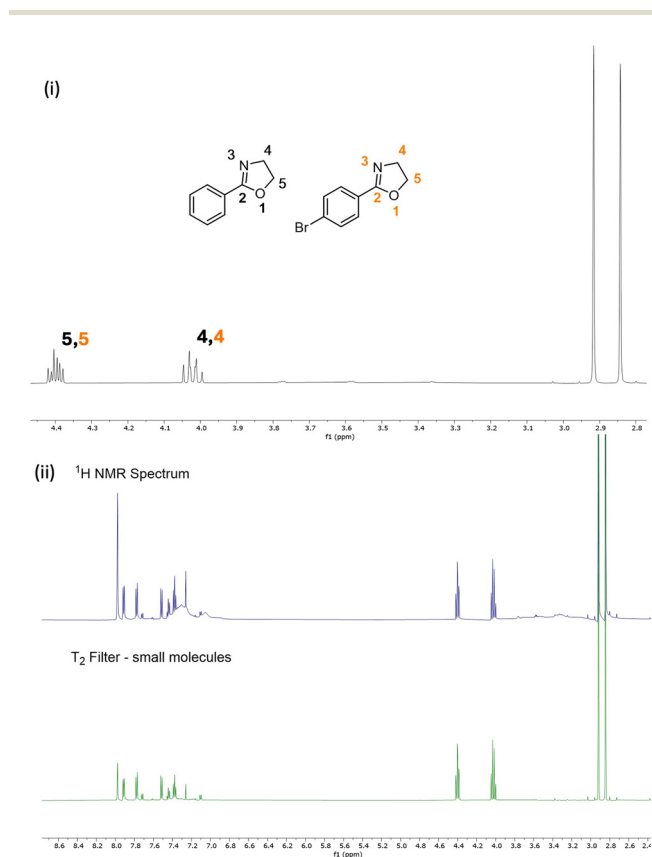 (i)
4
3
N
5
2
O
1
4
3
N
5
2
O
1
Br
5,5
4,4
4.4 4.3 4.2 4.1 4.0 3.9 3.8 3.7 3.6 3.5 3.4 3.3 3.2 3.1 3.0 2.9 2.8
f1 (ppm)
(ii)
1H NMR Spectrum
T2 Filter - small molecules
8.6 8.4 8.2 8.0 7.8 7.6 7.4 7.2 7.0 6.8 6.6 6.4 6.2 6.0 5.8 5.6 5.4 5.2 5.0 4.8 4.6 4.4 4.2 4.0 3.8 3.6 3.4 3.2 3.0 2.8 2.6 2.4
f1 (ppm)